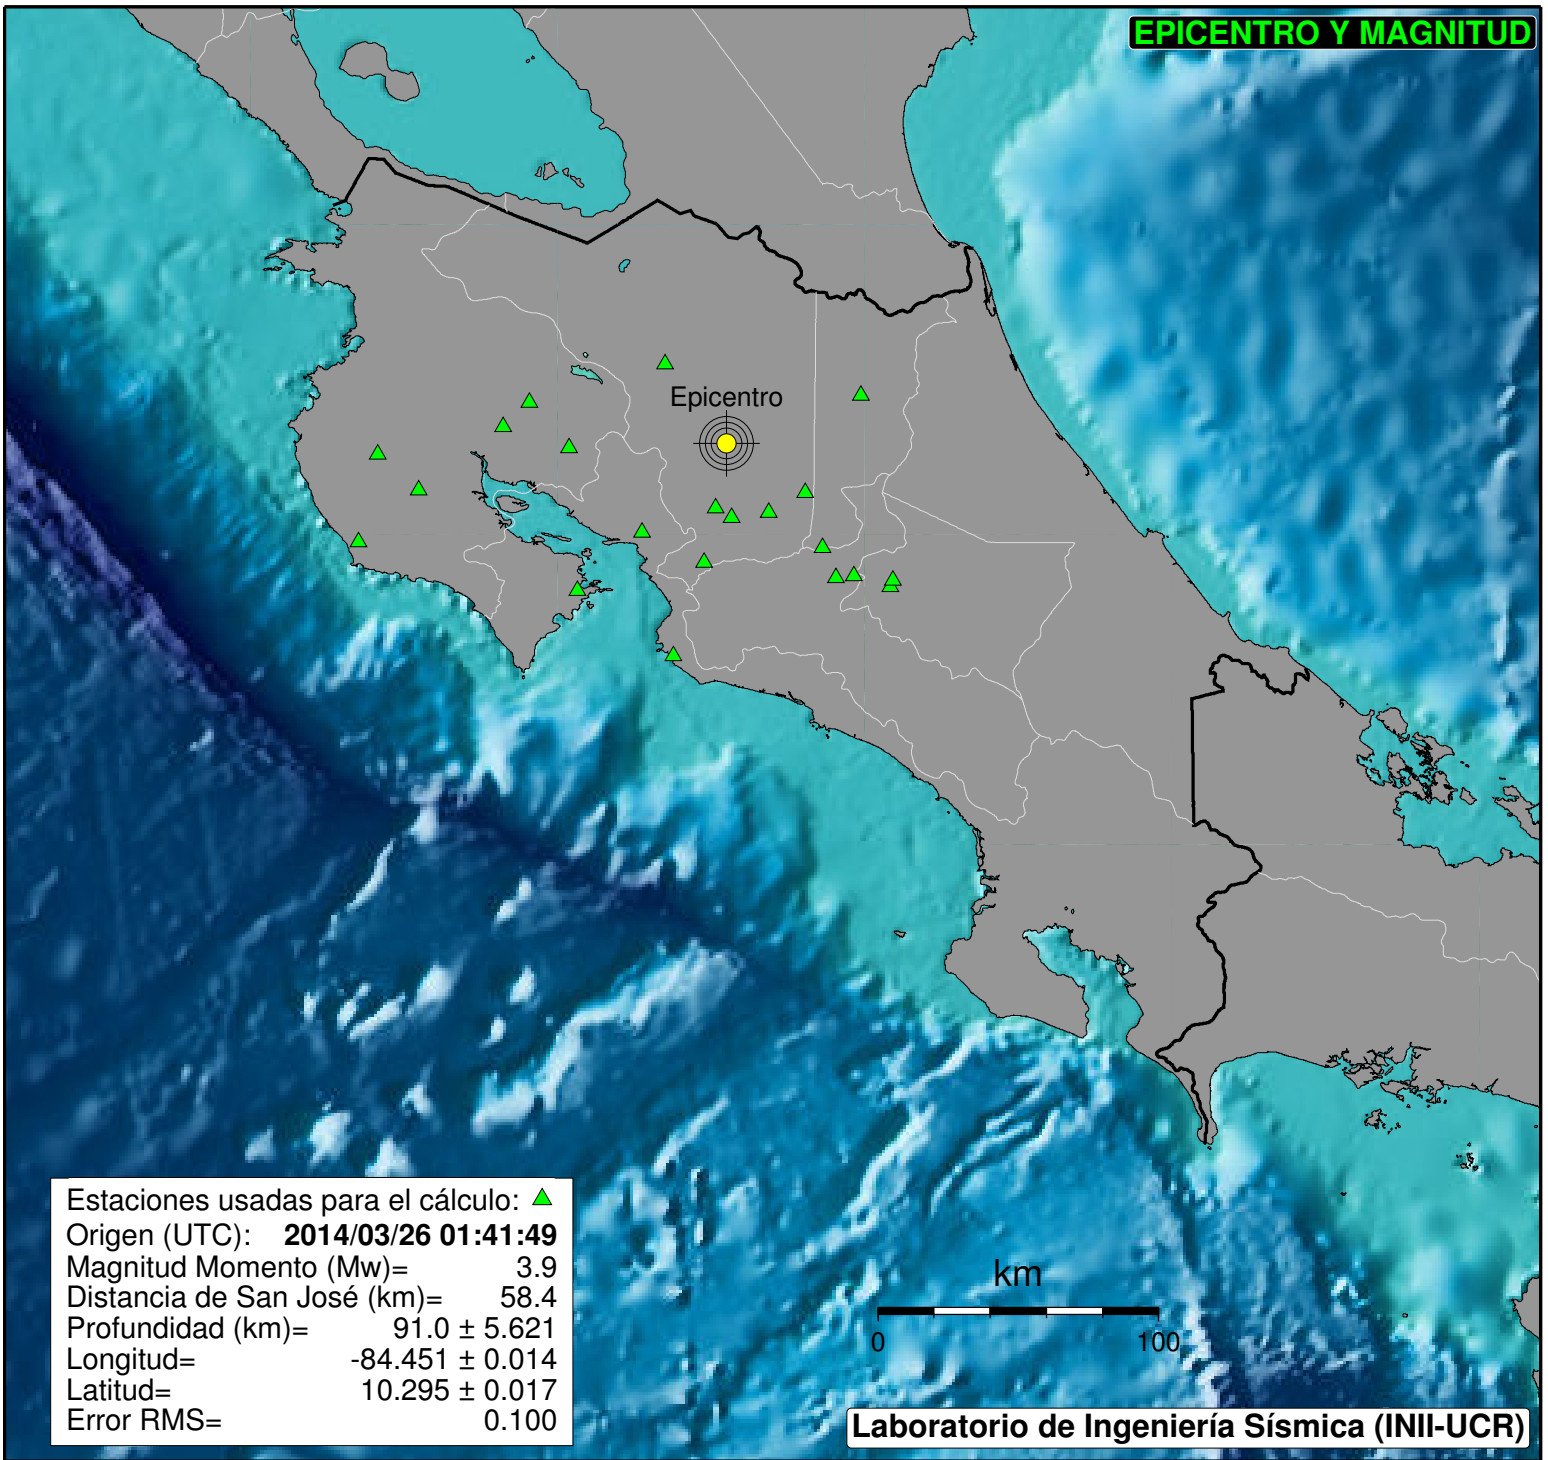 EPICENTRO Y MAGNITUD
Epicentro
Estaciones usadas para el cálculo:
Origen (UTC): 2014/03/26 01:41:49
Magnitud Momento (Mw)= 3.9
Distancia de San José (km)= 58.4
Profundidad (km)= 91.0 ± 5.621
Longitud= -84.451 ± 0.014
Latitud= 10.295 ± 0.017
Error RMS= 0.100
km
0 100
Laboratorio de Ingeniería Sísmica (INII-UCR)